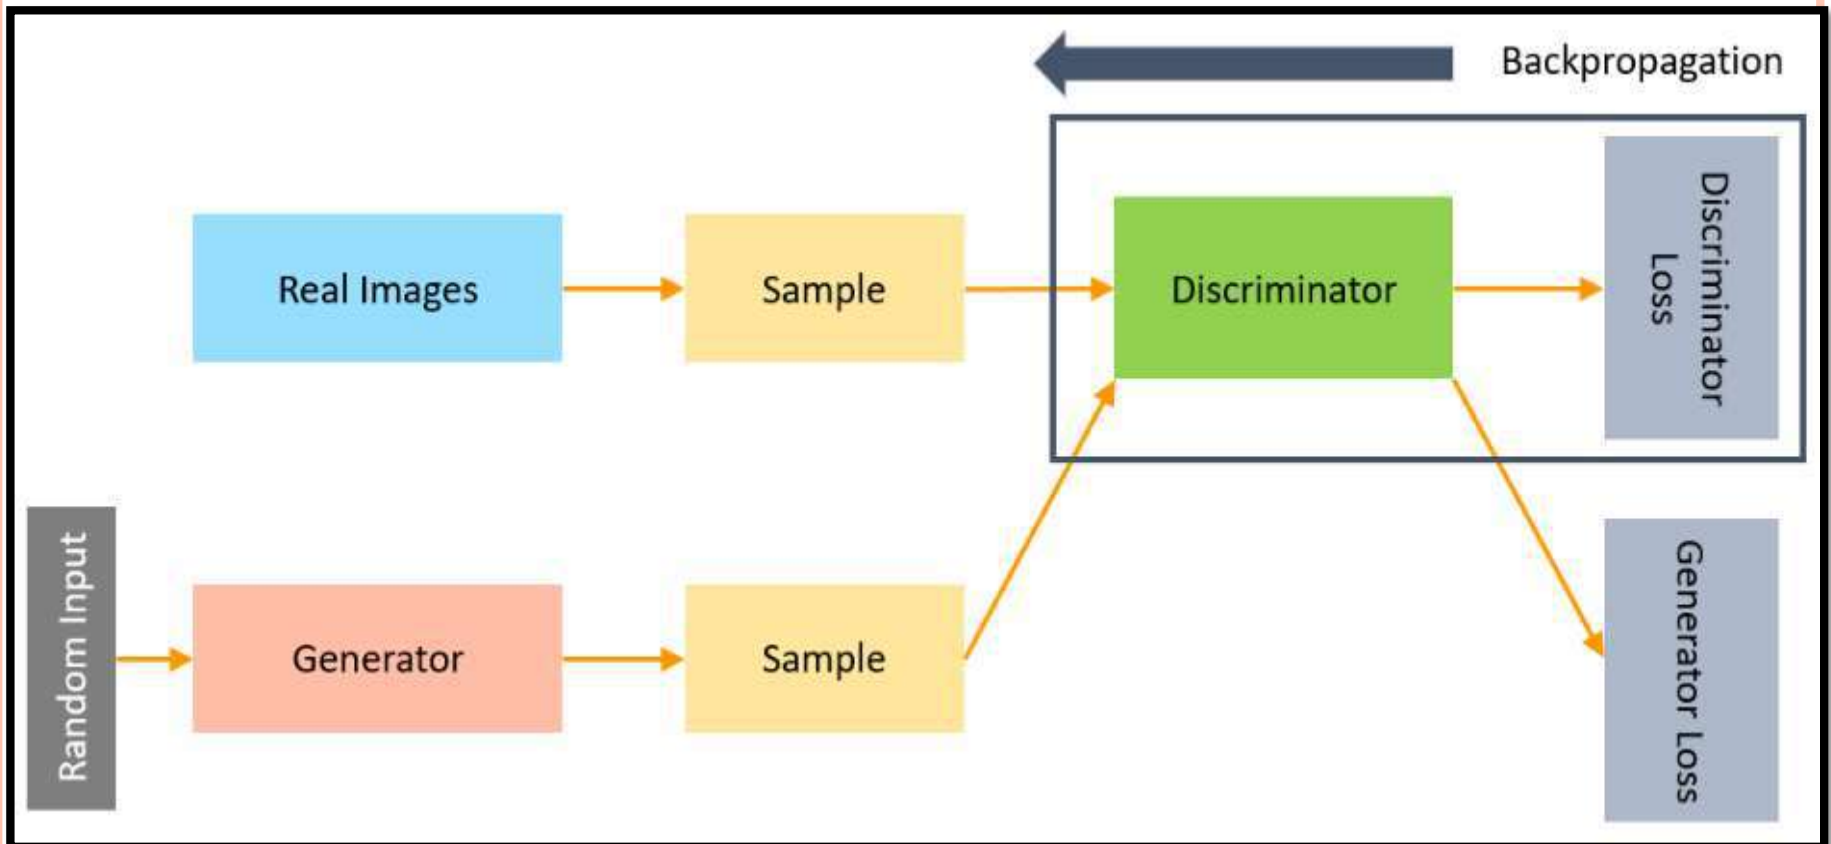 Backpropagation
Real Images
Sample
Discriminator
Discriminator
Loss
Random Input
Generator
Sample
Generator Loss